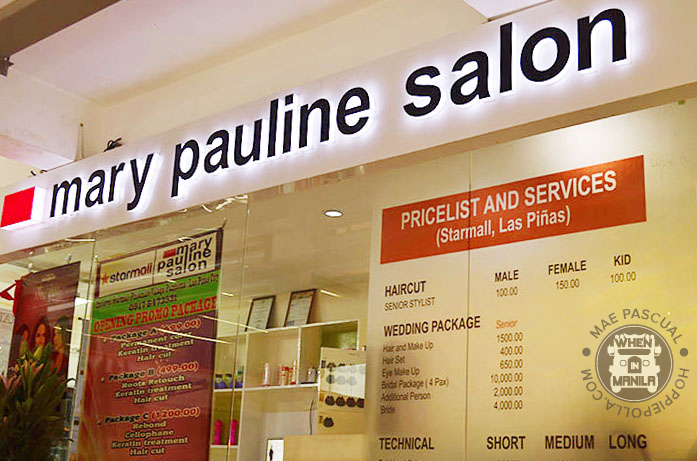 mary pauline salon
PRICELIST AND SERVICES
(Starmall, Las Piñas)
MALE FEMALE KID
HAIRCUT
SENIOR STYLIST 100.00 150.00 100.00
WEDDING PACKAGE Senior
Hair and Make Up 1500.00
Hair Set 400.00
Eye Make Up 650.00
Bridal Package (4 Pax) 10,000.00
Additional Person 2,000.00
Bride 4.000.00
TECHNICAL SHORT MEDIUM LONG
starmall
mary pauline salon
OPENING PROMO PACKAGE
Package A (999.00)
Permanent color
Keratin treatment
Hair cut
Package B (499.00)
Roots Retouch
Keratin treatment
Hair cut
Package C (1200.00)
Rebond
Cellophane
Keratin treatment
Hair cut
MAE PASCUAL
WHEN
IN
MANILA
HOPPIEPOLLA.COM